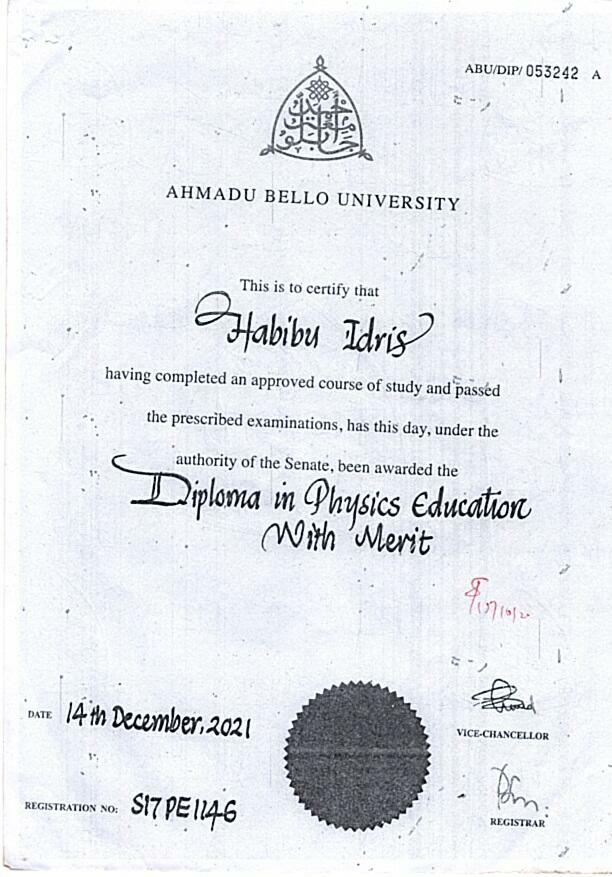 ABU/DIP/ 053242 A
AHMADU BELLO UNIVERSITY
This is to certify that
Habibu Idris
having completed an approved course of study and passed
the prescribed examinations, has this day, under the
authority of the Senate, been awarded the
Diploma in Physics Education
With Merit
DATE 14th December, 2021
VICE-CHANCELLOR
REGISTRATION NO: S17PE1146
REGISTRAR